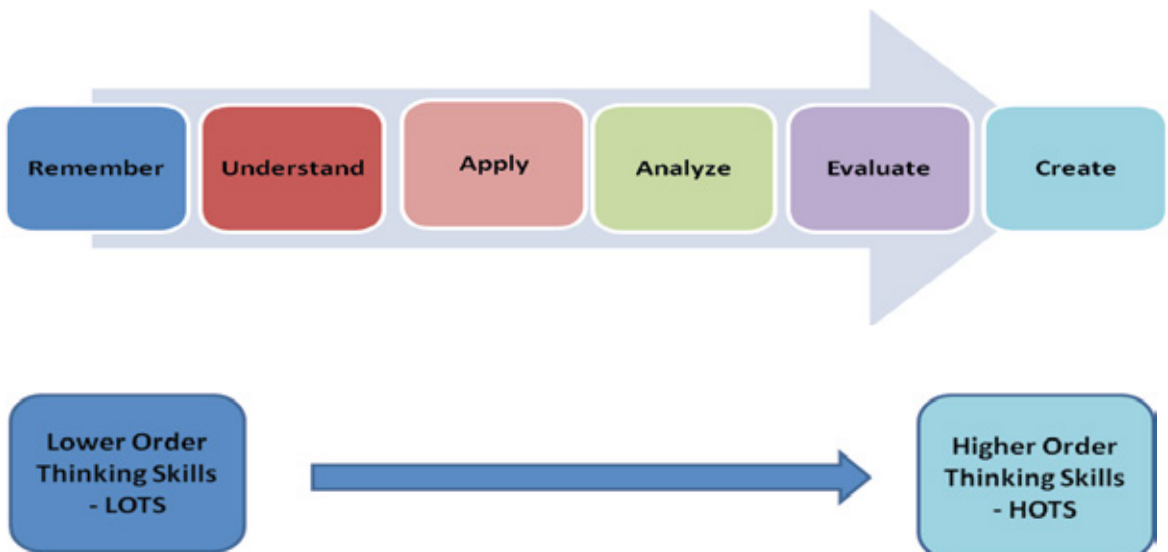 Remember
Understand
Apply
Analyze
Evaluate
Create
Lower Order
Thinking Skills
- LOTS
Higher Order
Thinking Skills
- HOTS